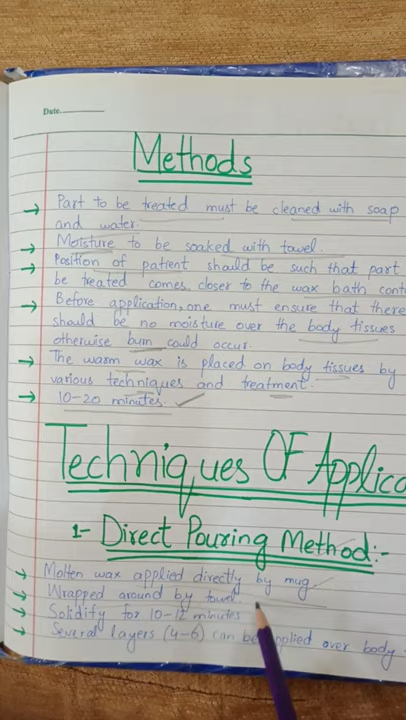 Date
Methods
→ Part to be treated must be cleaned with soap
and water.
→ Moisture to be soaked with towel.
→ Position of patient should be such that part
be treated comes closer to the wax bath
→ Before application, one must ensure that there
should be no moisture over the body tissues
otherwise burn could occur.
→ The warm wax is placed on body tissues by
various techniques and treatment.
→ 10-20 minutes.
Techniques OF
1- Direct Pouring Method:-
→ Molten wax applied directly by mug.
→ Wrapped around by towel.
→ Solidify for 10-12 minutes
→ Several layers (4-6) can be applied over body